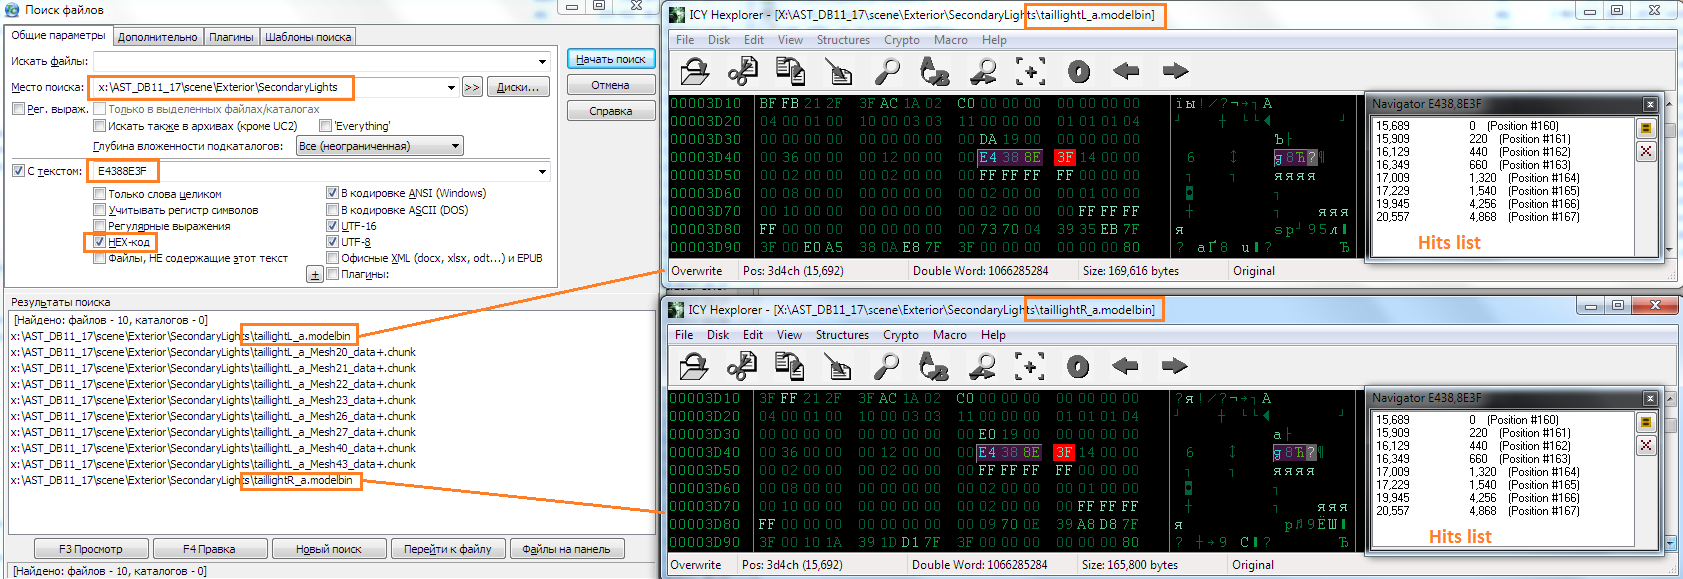 Поиск файлов
Общие параметры
Дополнительно
Плагины
Шаблоны поиска
Искать файлы:
Место поиска:
x:\AST_DB11_17\scene\Exterior\SecondaryLights
>>
Диски...
Рег. выраж.
Только в выделенных файлах/каталогах
Искать также в архивах (кроме UC2)
'Everything'
Глубина вложенности подкаталогов:
Все (неограниченная)
С текстом:
E4388E3F
Только слова целиком
В кодировке ANSI (Windows)
Учитывать регистр символов
В кодировке ASCII (DOS)
Регулярные выражения
UTF-16
HEX-код
UTF-8
Файлы, НЕ содержащие этот текст
Офисные XML (docx, xlsx, odt...) и EPUB
+
Плагины:
Начать поиск
Отмена
Справка
Результаты поиска
[Найдено: файлов - 10, каталогов - 0]
x:\AST_DB11_17\scene\Exterior\SecondaryLights\taillightL_a.modelbin
x:\AST_DB11_17\scene\Exterior\SecondaryLights\taillightL_a_Mesh20_data+.chunk
x:\AST_DB11_17\scene\Exterior\SecondaryLights\taillightL_a_Mesh21_data+.chunk
x:\AST_DB11_17\scene\Exterior\SecondaryLights\taillightL_a_Mesh22_data+.chunk
x:\AST_DB11_17\scene\Exterior\SecondaryLights\taillightL_a_Mesh23_data+.chunk
x:\AST_DB11_17\scene\Exterior\SecondaryLights\taillightL_a_Mesh26_data+.chunk
x:\AST_DB11_17\scene\Exterior\SecondaryLights\taillightL_a_Mesh27_data+.chunk
x:\AST_DB11_17\scene\Exterior\SecondaryLights\taillightL_a_Mesh40_data+.chunk
x:\AST_DB11_17\scene\Exterior\SecondaryLights\taillightL_a_Mesh43_data+.chunk
x:\AST_DB11_17\scene\Exterior\SecondaryLights\taillightR_a.modelbin
F3 Просмотр
F4 Правка
Новый поиск
Перейти к файлу
Файлы на панель
[Найдено: файлов - 10, каталогов - 0]
ICY Hexplorer - [X:\AST_DB11_17\scene\Exterior\SecondaryLights\taillightL_a.modelbin]
File Disk Edit View Structures Crypto Macro Help
00003D10 BF FB 21 2F 3F AC 1A 02 C0 00 00 00 00 00 00 00
00003D20 04 00 01 00 10 00 03 03 11 00 00 00 01 01 01 04
00003D30 00 00 00 00 00 00 00 00 00 DA 19 00 00 00 00 00
00003D40 00 36 00 00 00 12 00 00 00 E4 38 8E 3F 14 00 00
00003D50 00 02 00 00 00 00 00 00 00 FF FF FF FF 00 00 00
00003D60 00 08 00 00 00 00 00 00 00 00 00 00 02 00 01 00
00003D70 00 10 00 00 00 00 00 00 00 02 00 00 00 FF FF FF
00003D80 FF 00 00 00 00 00 00 00 00 73 70 04 39 35 EB 7F
00003D90 3F 00 E0 A5 38 0A E8 7F 3F 00 00 00 00 00 00 80
Navigator E438,8E3F
15,689 0 (Position #160)
15,909 220 (Position #161)
16,129 440 (Position #162)
16,349 660 (Position #163)
17,009 1,320 (Position #164)
17,229 1,540 (Position #165)
19,945 4,256 (Position #166)
20,557 4,868 (Position #167)
Hits list
Overwrite Pos: 3d4ch (15,692) Double Word: 1066285284 Size: 169,616 bytes Original
ICY Hexplorer - [X:\AST_DB11_17\scene\Exterior\SecondaryLights\taillightR_a.modelbin]
File Disk Edit View Structures Crypto Macro Help
00003D10 3F FF 21 2F 3F AC 1A 02 C0 00 00 00 00 00 00 00
00003D20 04 00 01 00 10 00 03 03 11 00 00 00 01 01 01 04
00003D30 00 00 00 00 00 00 00 00 00 E0 19 00 00 00 00 00
00003D40 00 36 00 00 00 12 00 00 00 E4 38 8E 3F 14 00 00
00003D50 00 02 00 00 00 02 00 00 00 FF FF FF FF 00 00 00
00003D60 00 08 00 00 00 00 00 00 00 00 00 00 02 00 01 00
00003D70 00 10 00 00 00 02 00 00 00 02 00 00 00 FF FF FF
00003D80 FF 00 00 00 00 00 00 00 00 09 70 0E 39 A8 D8 7F
00003D90 3F 00 10 1A 39 1D D1 7F 3F 00 00 00 00 00 00 80
Navigator E438,8E3F
15,689 0 (Position #160)
15,909 220 (Position #161)
16,129 440 (Position #162)
16,349 660 (Position #163)
17,009 1,320 (Position #164)
17,229 1,540 (Position #165)
19,945 4,256 (Position #166)
20,557 4,868 (Position #167)
Hits list
Overwrite Pos: 3d4ch (15,692) Double Word: 1066285284 Size: 165,800 bytes Original